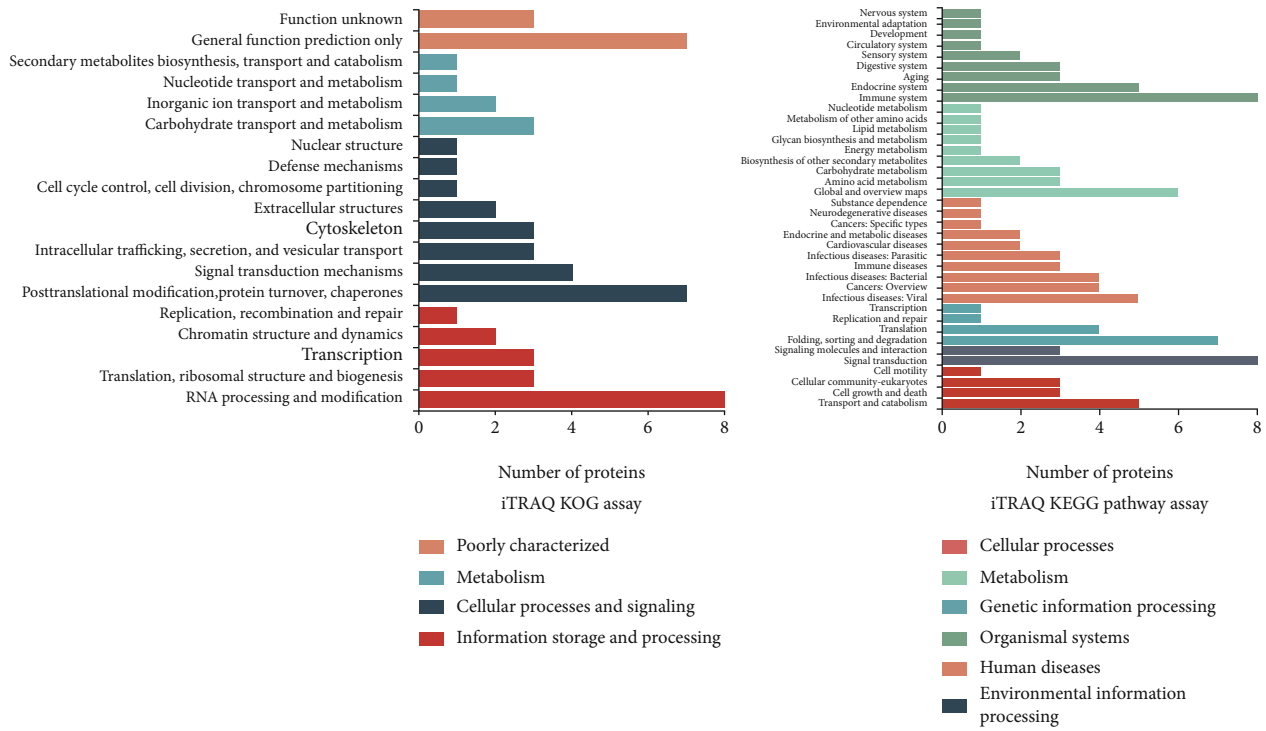 Function unknown
General function prediction only
Secondary metabolites biosynthesis, transport and catabolism
Nucleotide transport and metabolism
Inorganic ion transport and metabolism
Carbohydrate transport and metabolism
Nuclear structure
Defense mechanisms
Cell cycle control, cell division, chromosome partitioning
Extracellular structures
Cytoskeleton
Intracellular trafficking, secretion, and vesicular transport
Signal transduction mechanisms
Posttranslational modification,protein turnover, chaperones
Replication, recombination and repair
Chromatin structure and dynamics
Transcription
Translation, ribosomal structure and biogenesis
RNA processing and modification
0 2 4 6 8
Number of proteins
iTRAQ KOG assay
Poorly characterized
Metabolism
Cellular processes and signaling
Information storage and processing
Nervous system
Environmental adaptation
Development
Circulatory system
Sensory system
Digestive system
Aging
Endocrine system
Immune system
Nucleotide metabolism
Metabolism of other amino acids
Lipid metabolism
Glycan biosynthesis and metabolism
Energy metabolism
Biosynthesis of other secondary metabolites
Carbohydrate metabolism
Amino acid metabolism
Global and overview maps
Substance dependence
Neurodegenerative diseases
Cancers: Specific types
Endocrine and metabolic diseases
Cardiovascular diseases
Infectious diseases: Parasitic
Immune diseases
Infectious diseases: Bacterial
Cancers: Overview
Infectious diseases: Viral
Transcription
Replication and repair
Translation
Folding, sorting and degradation
Signaling molecules and interaction
Signal transduction
Cell motility
Cellular community-eukaryotes
Cell growth and death
Transport and catabolism
0 2 4 6 8
Number of proteins
iTRAQ KEGG pathway assay
Cellular processes
Metabolism
Genetic information processing
Organismal systems
Human diseases
Environmental information
processing